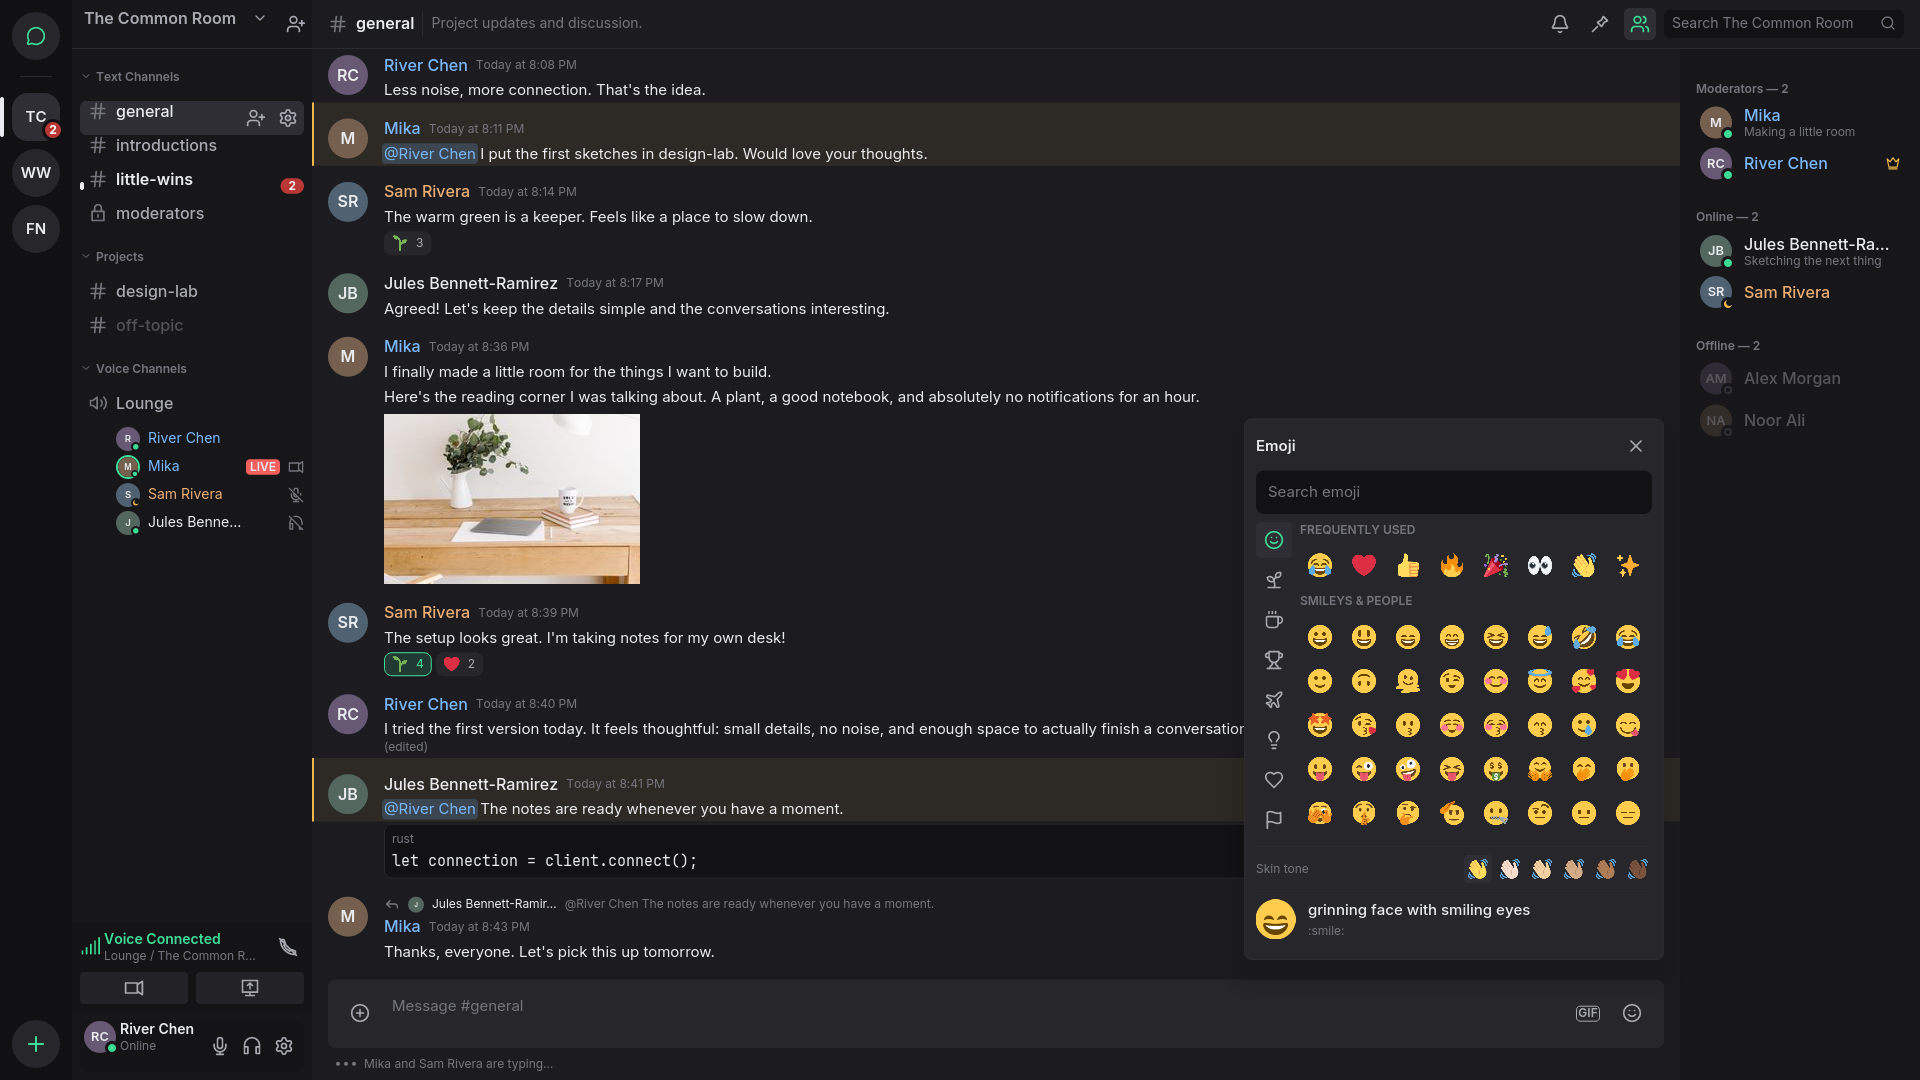 TC
2
WW
FN
The Common Room
Text Channels
general
introductions
little-wins
2
moderators
Projects
design-lab
off-topic
Voice Channels
Lounge
R
River Chen
M
Mika
LIVE
S
Sam Rivera
J
Jules Benne...
Voice Connected
Lounge / The Common R...
RC
River Chen
Online
general
Project updates and discussion.
Search The Common Room
RC
River Chen Today at 8:08 PM
Less noise, more connection. That's the idea.
M
Mika Today at 8:11 PM
@River Chen I put the first sketches in design-lab. Would love your thoughts.
SR
Sam Rivera Today at 8:14 PM
The warm green is a keeper. Feels like a place to slow down.
3
JB
Jules Bennett-Ramirez Today at 8:17 PM
Agreed! Let's keep the details simple and the conversations interesting.
M
Mika Today at 8:36 PM
I finally made a little room for the things I want to build.
Here's the reading corner I was talking about. A plant, a good notebook, and absolutely no notifications for an hour.
SR
Sam Rivera Today at 8:39 PM
The setup looks great. I'm taking notes for my own desk!
4 2
RC
River Chen Today at 8:40 PM
I tried the first version today. It feels thoughtful: small details, no noise, and enough space to actually finish a conversation
(edited)
JB
Jules Bennett-Ramirez Today at 8:41 PM
@River Chen The notes are ready whenever you have a moment.
rust
let connection = client.connect();
J
Jules Bennett-Ramir... @River Chen The notes are ready whenever you have a moment.
M
Mika Today at 8:43 PM
Thanks, everyone. Let's pick this up tomorrow.
Message #general
GIF
Mika and Sam Rivera are typing...
Emoji
Search emoji
FREQUENTLY USED
SMILEYS & PEOPLE
Skin tone
grinning face with smiling eyes
:smile:
Moderators — 2
M
Mika
Making a little room
RC
River Chen
Online — 2
JB
Jules Bennett-Ra...
Sketching the next thing
SR
Sam Rivera
Offline — 2
AM
Alex Morgan
NA
Noor Ali